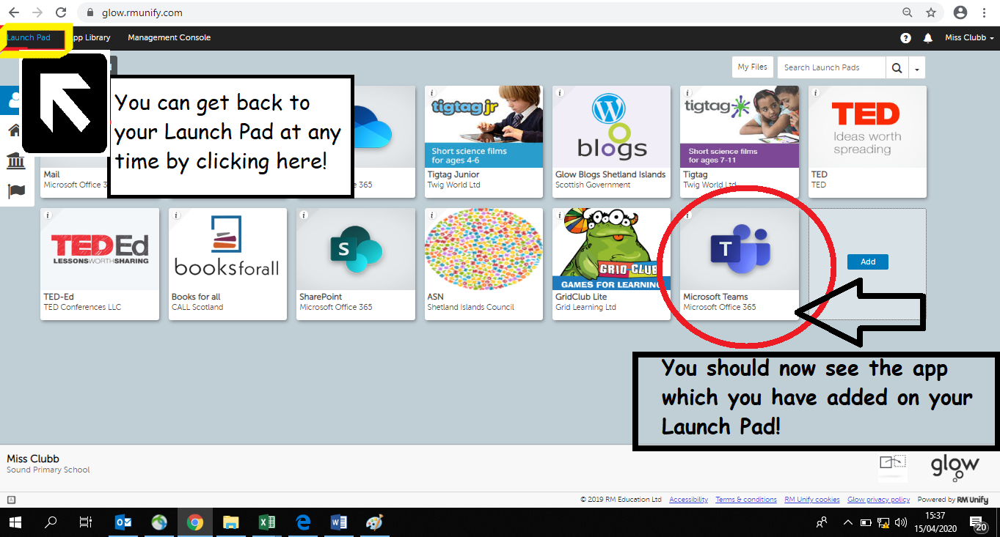 glow.rmunify.com
Launch Pad
pp Library
Management Console
Miss Clubb
My Files
Search Launch Pads
You can get back to
your Launch Pad at any
time by clicking here!
Mail
Microsoft Office 3
e 365
tigtag jr
Short science films
for ages 4-6
Tigtag Junior
Twig World Ltd
blogs
Glow Blogs Shetland Islands
Scottish Government
tigtag
Short science films
for ages 7-11
Tigtag
Twig World Ltd
TED
Ideas worth
spreading
TED
TED
TEDEd
LESSONSWORTHSHARING
TED-Ed
TED Conferences LLC
booksforall
Books for all
CALL Scotland
S
SharePoint
Microsoft Office 365
ASN
Shetland Islands Council
GRID CLUB
GAMES FOR LEARNING
GridClub Lite
Grid Learning Ltd
T
Microsoft Teams
Microsoft Office 365
Add
You should now see the app
which you have added on your
Launch Pad!
Miss Clubb
Sound Primary School
glow
© 2019 RM Education Ltd Accessibility Terms & conditions RM Unify cookies Glow privacy policy Powered by RM Unify
15:37
15/04/2020
20